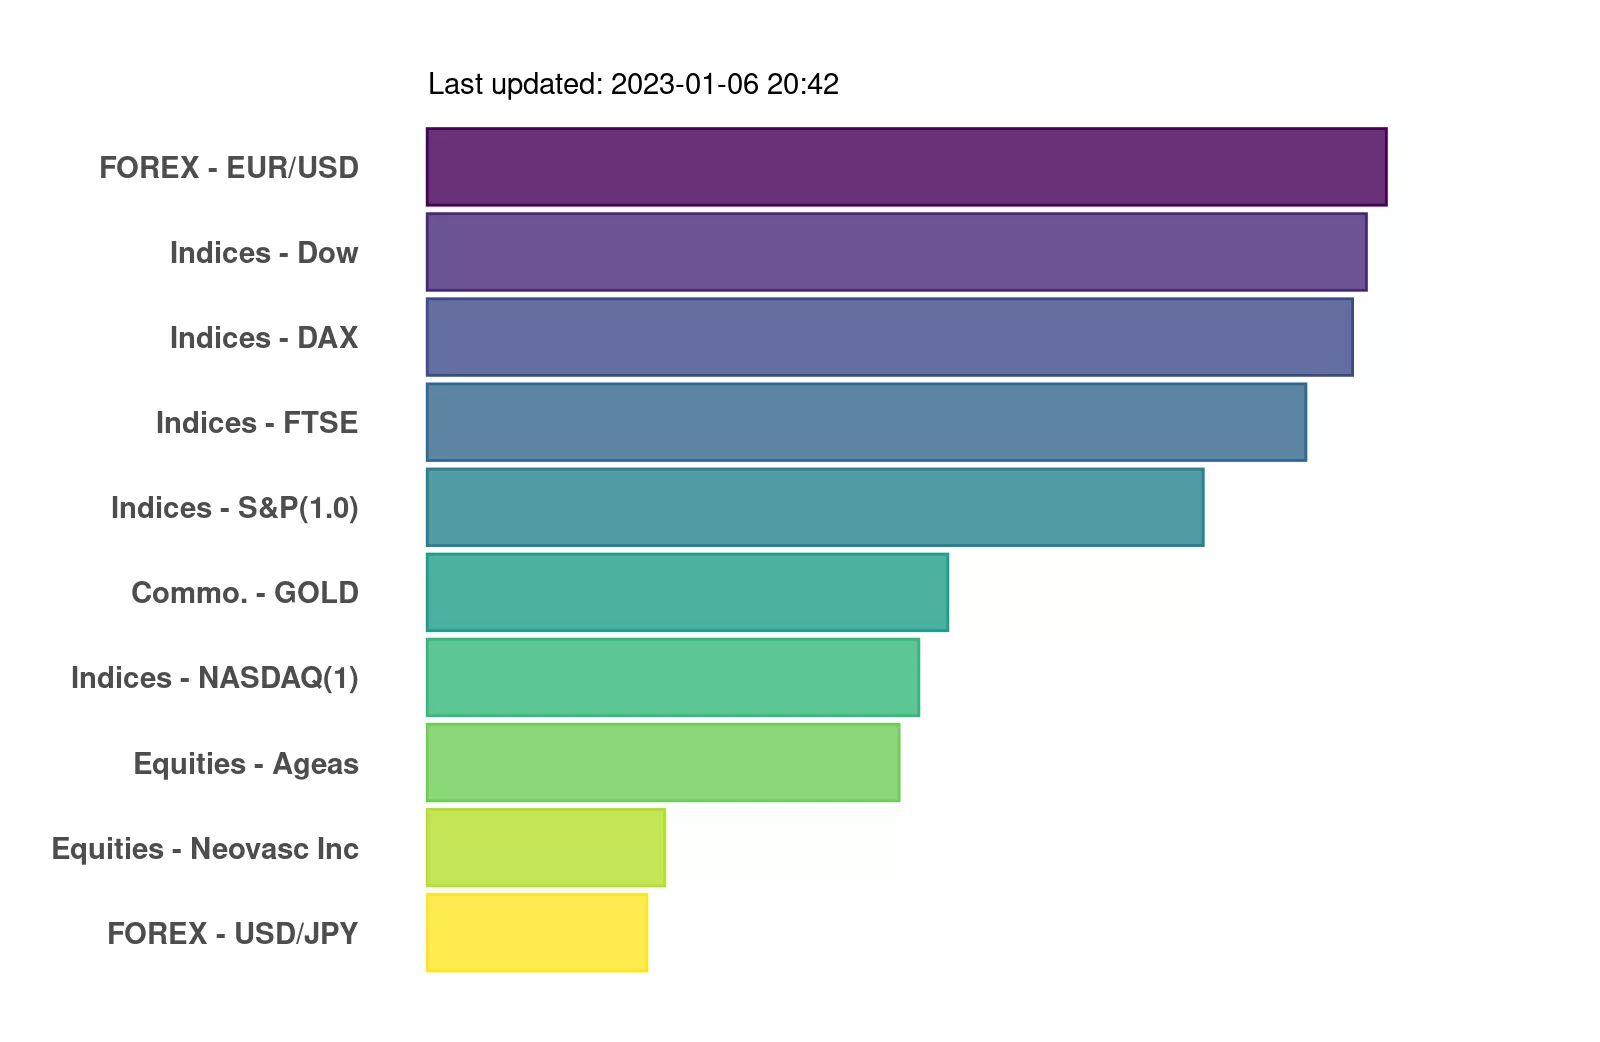 Last updated: 2023-01-06 20:42
FOREX - EUR/USD
Indices - Dow
Indices - DAX
Indices - FTSE
Indices - S&P(1.0)
Commo. - GOLD
Indices - NASDAQ(1)
Equities - Ageas
Equities - Neovasc Inc
FOREX - USD/JPY